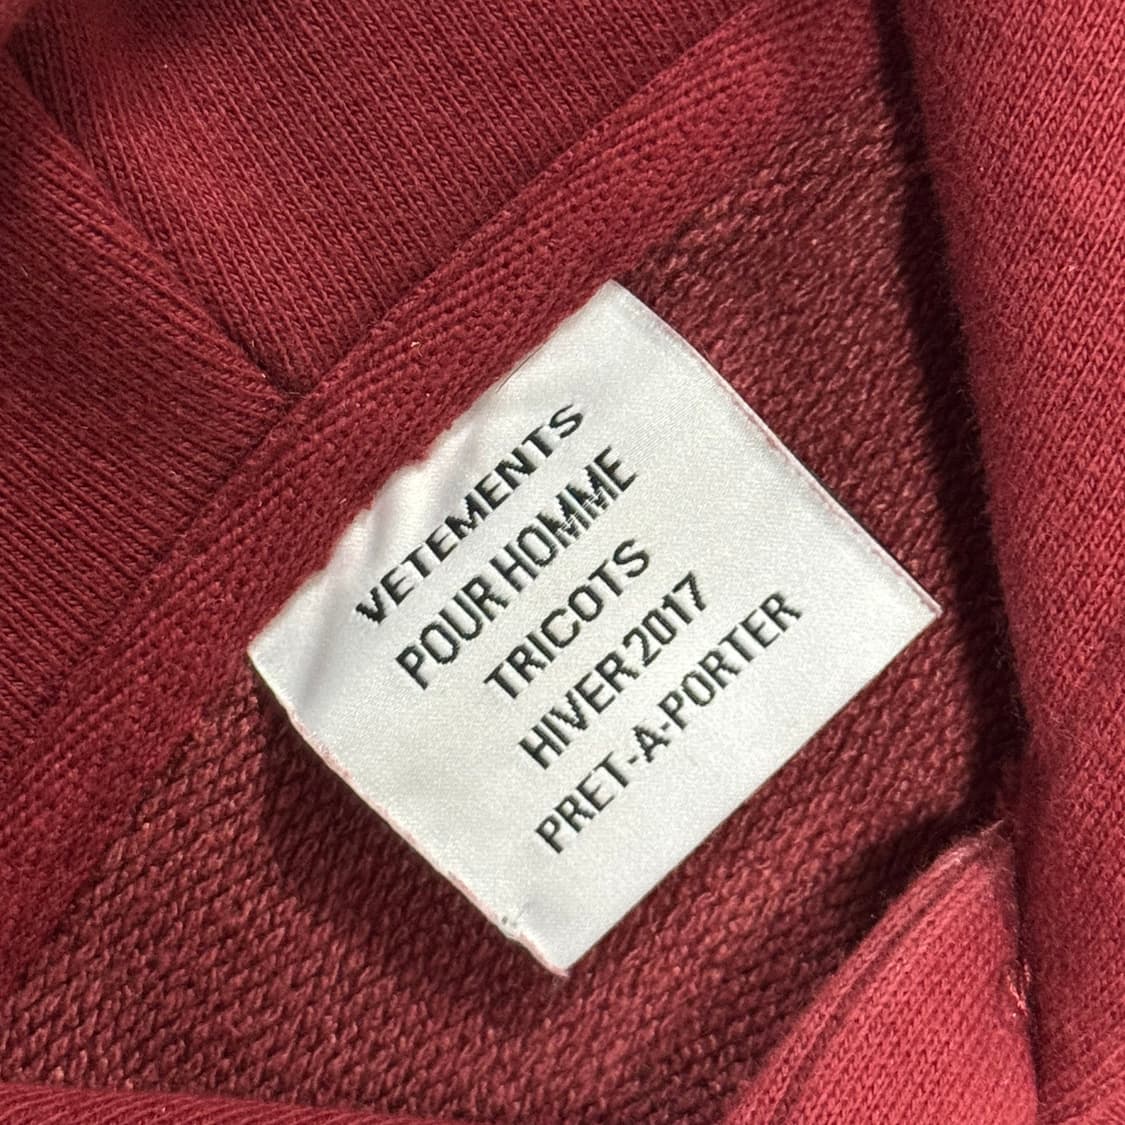 VETEMENTS
POUR HOMME
TRICOTS
HIVER 2017
PRET-A-PORTER